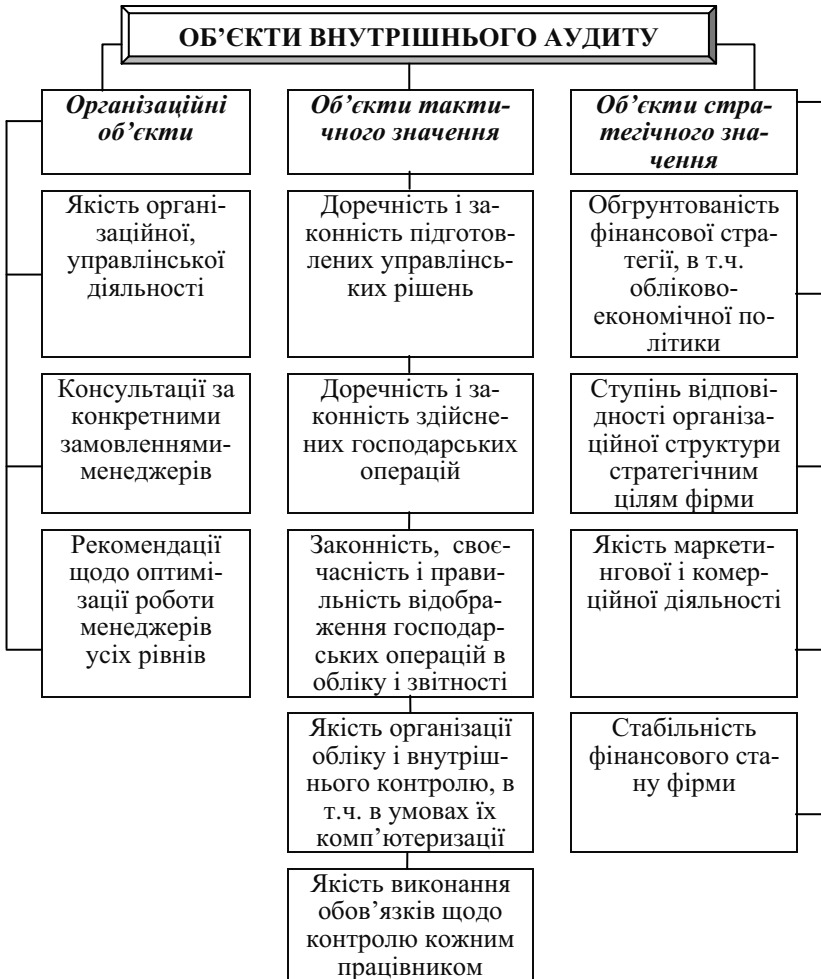 ОБ’ЄКТИ ВНУТРІШНЬОГО АУДИТУ
Організаційні
об’єкти
Якість органі-
заційної,
управлінської
діяльності
Консультації за
конкретними
замовленнями-
менеджерів
Рекомендації
щодо оптимі-
зації роботи
менеджерів
усіх рівнів
Об’єкти такти-
чного значення
Доречність і за-
конність підготов-
лених управлінсь-
ких рішень
Доречність і за-
конність здійсне-
них господарських
операцій
Законність, своє-
часність і прави-
льність відобра-
ження господар-
ських операцій в
обліку і звітності
Якість організації
обліку і внутріш-
нього контролю, в
т.ч. в умовах їх
комп’ютеризації
Якість виконання
обов’язків щодо
контролю кожним
працівником
Об’єкти стра-
тегічного зна-
чення
Обгрунтованість
фінансової стра-
тегії, в т.ч.
обліково-
економічної по-
літики
Ступінь відпові-
дності організа-
ційної структури
стратегічним
цілям фірми
Якість маркети-
нгової і комер-
ційної діяльності
Стабільність
фінансового ста-
ну фірми